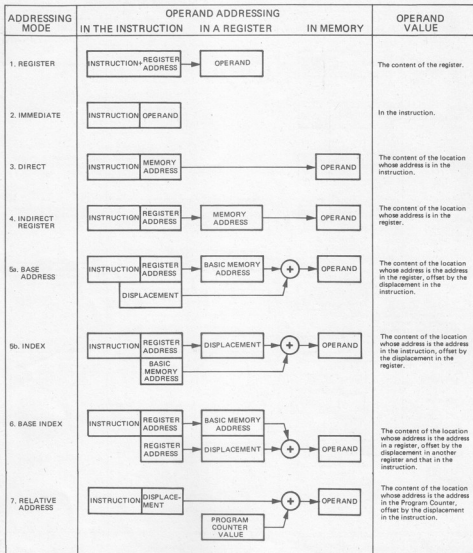 ADDRESSING MODE
OPERAND ADDRESSING
IN THE INSTRUCTION
IN A REGISTER
IN MEMORY
OPERAND VALUE
1. REGISTER
INSTRUCTION+
REGISTER ADDRESS
OPERAND
The content of the register.
2. IMMEDIATE
INSTRUCTION
OPERAND
In the instruction.
3. DIRECT
INSTRUCTION
MEMORY ADDRESS
OPERAND
The content of the location
whose address is in the
instruction.
4. INDIRECT
REGISTER
INSTRUCTION
REGISTER ADDRESS
MEMORY ADDRESS
OPERAND
The content of the location
whose address is in the
register.
5a. BASE
ADDRESS
INSTRUCTION
REGISTER ADDRESS
BASIC MEMORY ADDRESS
+
OPERAND
DISPLACEMENT
The content of the location
whose address is the address
in the register, offset by the
displacement in the
instruction.
5b. INDEX
INSTRUCTION
REGISTER ADDRESS
DISPLACEMENT
+
OPERAND
BASIC MEMORY ADDRESS
The content of the location
whose address is the address
in the instruction, offset by
the displacement in the
register.
6. BASE INDEX
INSTRUCTION
REGISTER ADDRESS
BASIC MEMORY ADDRESS
REGISTER ADDRESS
DISPLACEMENT
+
OPERAND
The content of the location
whose address is the address
in a register, offset by the
displacement in another
register and that in the
instruction.
7. RELATIVE
ADDRESS
INSTRUCTION
DISPLACE-
MENT
+
OPERAND
PROGRAM
COUNTER
VALUE
The content of the location
whose address is the address
in the Program Counter,
offset by the displacement
in the instruction.